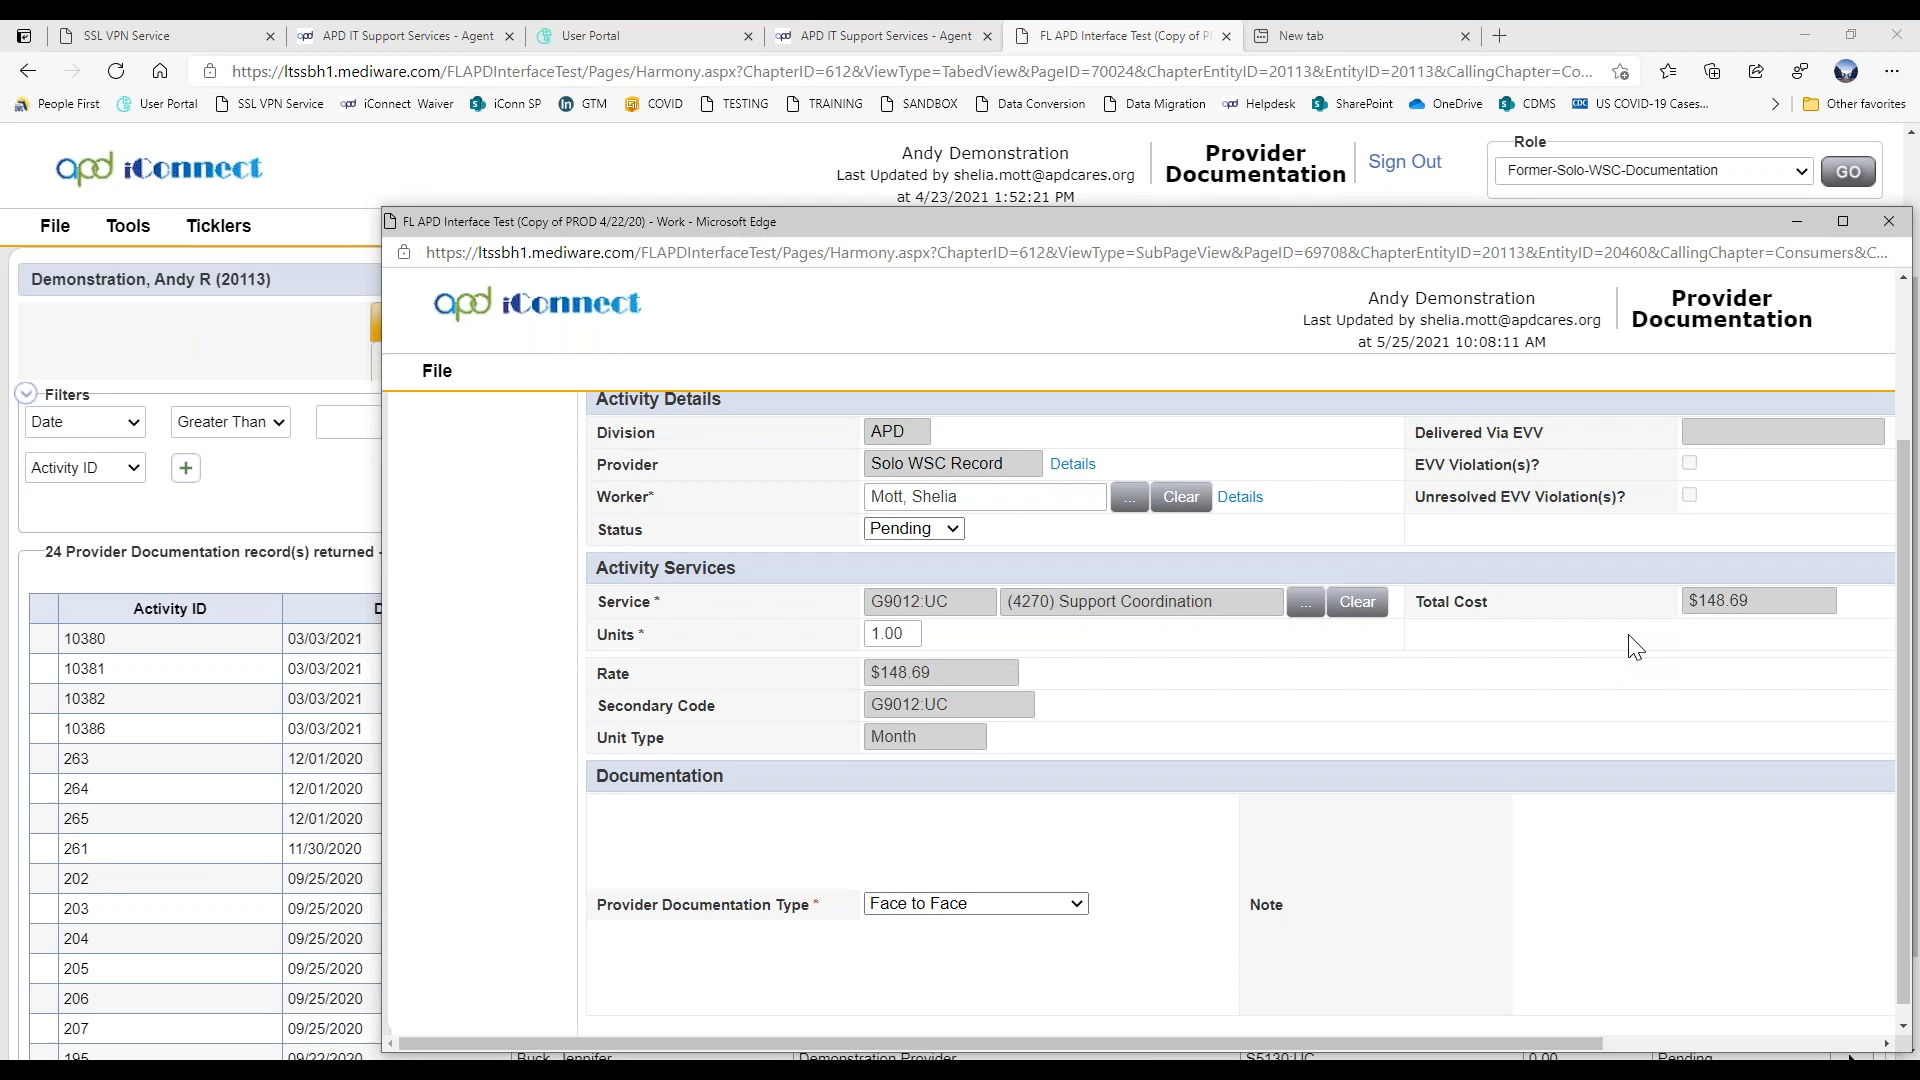 SSL VPN Service
APD IT Support Services - Agent
User Portal
APD IT Support Services - Agent
FL APD Interface Test (Copy of P
New tab
https://ltssbh1.mediware.com/FLAPDInterfaceTest/Pages/Harmony.aspx?ChapterID=612&ViewType=TabedView&PageID=70024&ChapterEntityID=20113&EntityID=20113&CallingChapter=Co...
People First User Portal SSL VPN Service iConnect Waiver iConn SP GTM COVID TESTING TRAINING SANDBOX Data Conversion Data Migration Helpdesk SharePoint OneDrive CDMS US COVID-19 Cases... Other favorites
apd iConnect
Andy Demonstration
Last Updated by shelia.mott@apdcares.org
at 4/23/2021 1:52:21 PM
Provider
Documentation
Sign Out
Role
Former-Solo-WSC-Documentation
GO
File Tools Ticklers
Demonstration, Andy R (20113)
Filters
Date Greater Than
Activity ID +
24 Provider Documentation record(s) returned -
Activity ID D
10380 03/03/2021
10381 03/03/2021
10382 03/03/2021
10386 03/03/2021
263 12/01/2020
264 12/01/2020
265 12/01/2020
261 11/30/2020
202 09/25/2020
203 09/25/2020
204 09/25/2020
205 09/25/2020
206 09/25/2020
207 09/25/2020
195 09/22/2020 Buck, Jennifer Demonstration Provider S5130:UC 0.00 Pending
FL APD Interface Test (Copy of PROD 4/22/20) - Work - Microsoft Edge
https://ltssbh1.mediware.com/FLAPDInterfaceTest/Pages/Harmony.aspx?ChapterID=612&ViewType=SubPageView&PageID=69708&ChapterEntityID=20113&EntityID=20460&CallingChapter=Consumers&C...
apd iConnect
Andy Demonstration
Last Updated by shelia.mott@apdcares.org
at 5/25/2021 10:08:11 AM
Provider
Documentation
File
Activity Details
Division APD Delivered Via EVV
Provider Solo WSC Record Details EVV Violation(s)?
Worker* Mott, Shelia ... Clear Details Unresolved EVV Violation(s)?
Status Pending
Activity Services
Service * G9012:UC (4270) Support Coordination ... Clear Total Cost $148.69
Units * 1.00
Rate $148.69
Secondary Code G9012:UC
Unit Type Month
Documentation
Provider Documentation Type * Face to Face Note